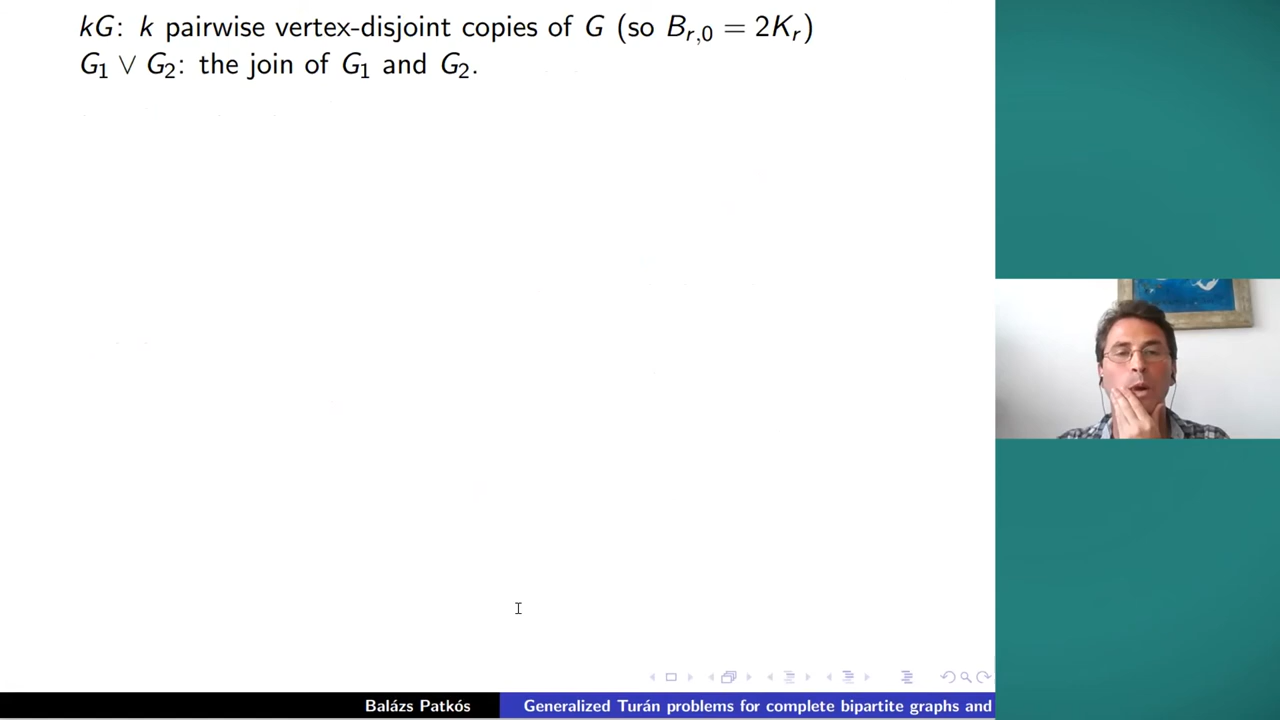 kG: k pairwise vertex-disjoint copies of G (so B_{r,0} = 2K_r)
G_1 ∨ G_2: the join of G_1 and G_2.
Balázs Patkós
Generalized Turán problems for complete bipartite graphs and